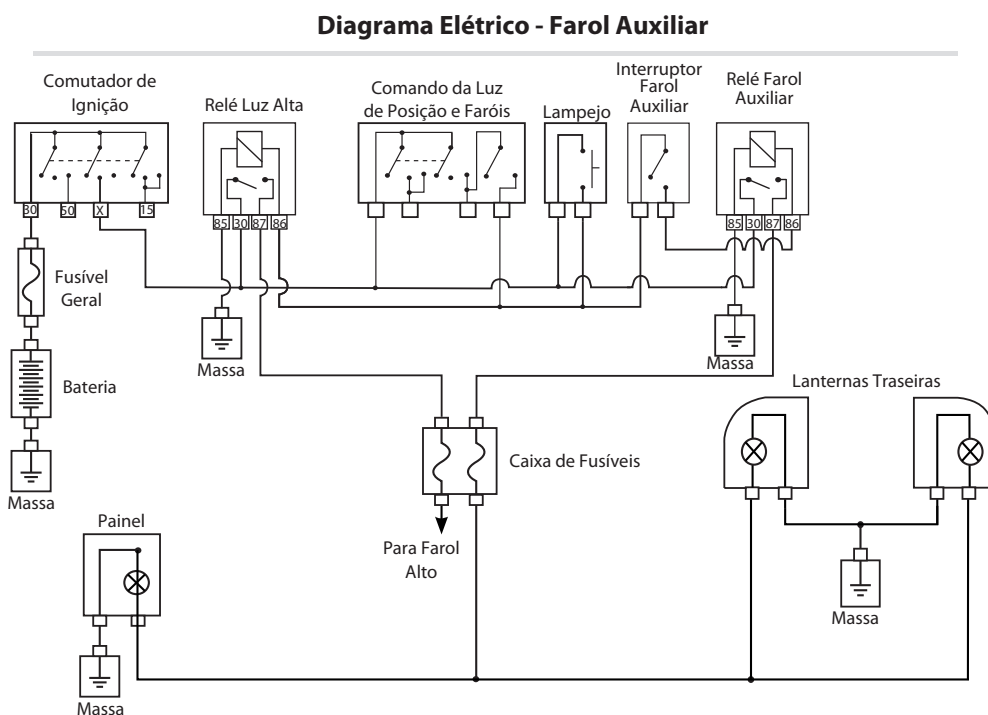 Diagrama Elétrico - Farol Auxiliar
Comutador de
Ignição
Relé Luz Alta
Comando da Luz
de Posição e Faróis
Lampejo
Interruptor
Farol
Auxiliar
Relé Farol
Auxiliar
30 50 X 15
85 30 87 86
85 30 87 86
Fusível
Geral
Massa
Massa
Bateria
Lanternas Traseiras
Caixa de Fusíveis
Massa
Painel
Para Farol
Alto
Massa
Massa